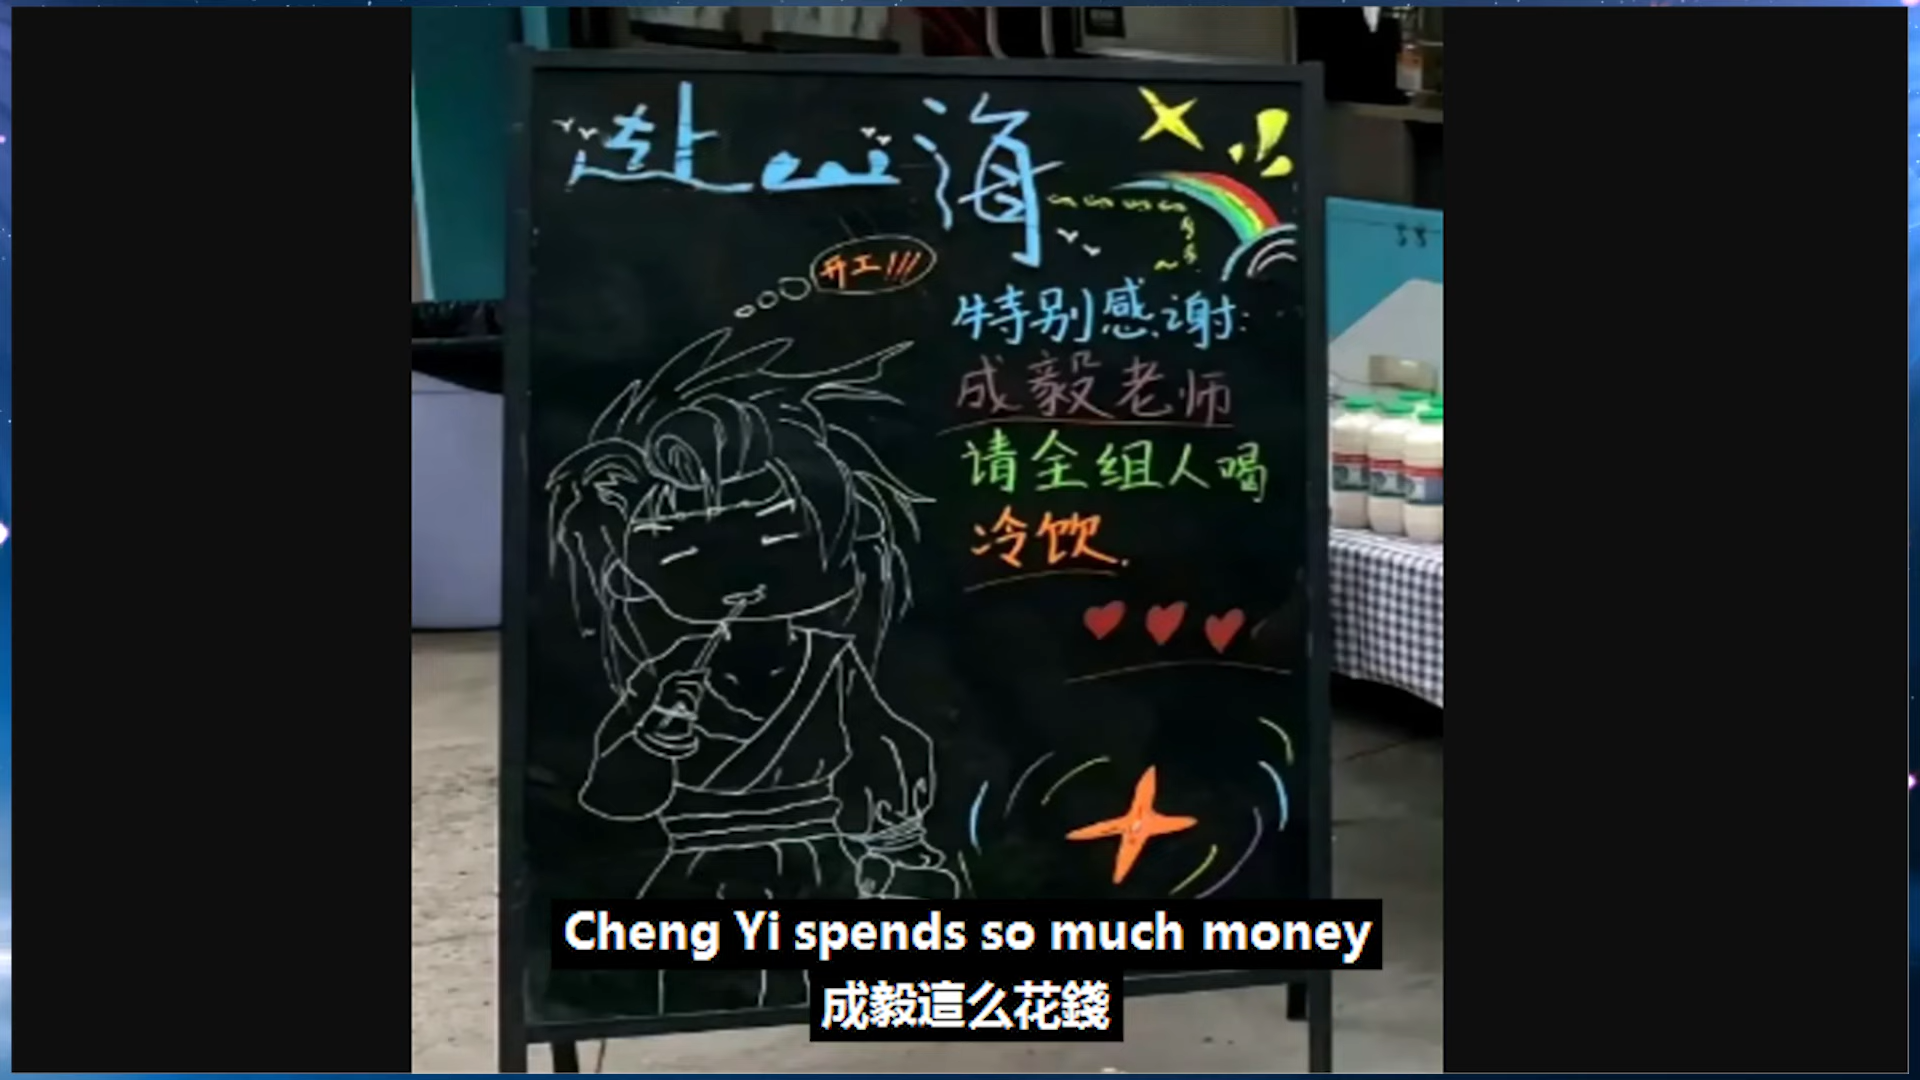 赴山海
开工!!!
特别感谢:
成毅老师
请全组人喝
冷饮.
Cheng Yi spends so much money
成毅這么花錢